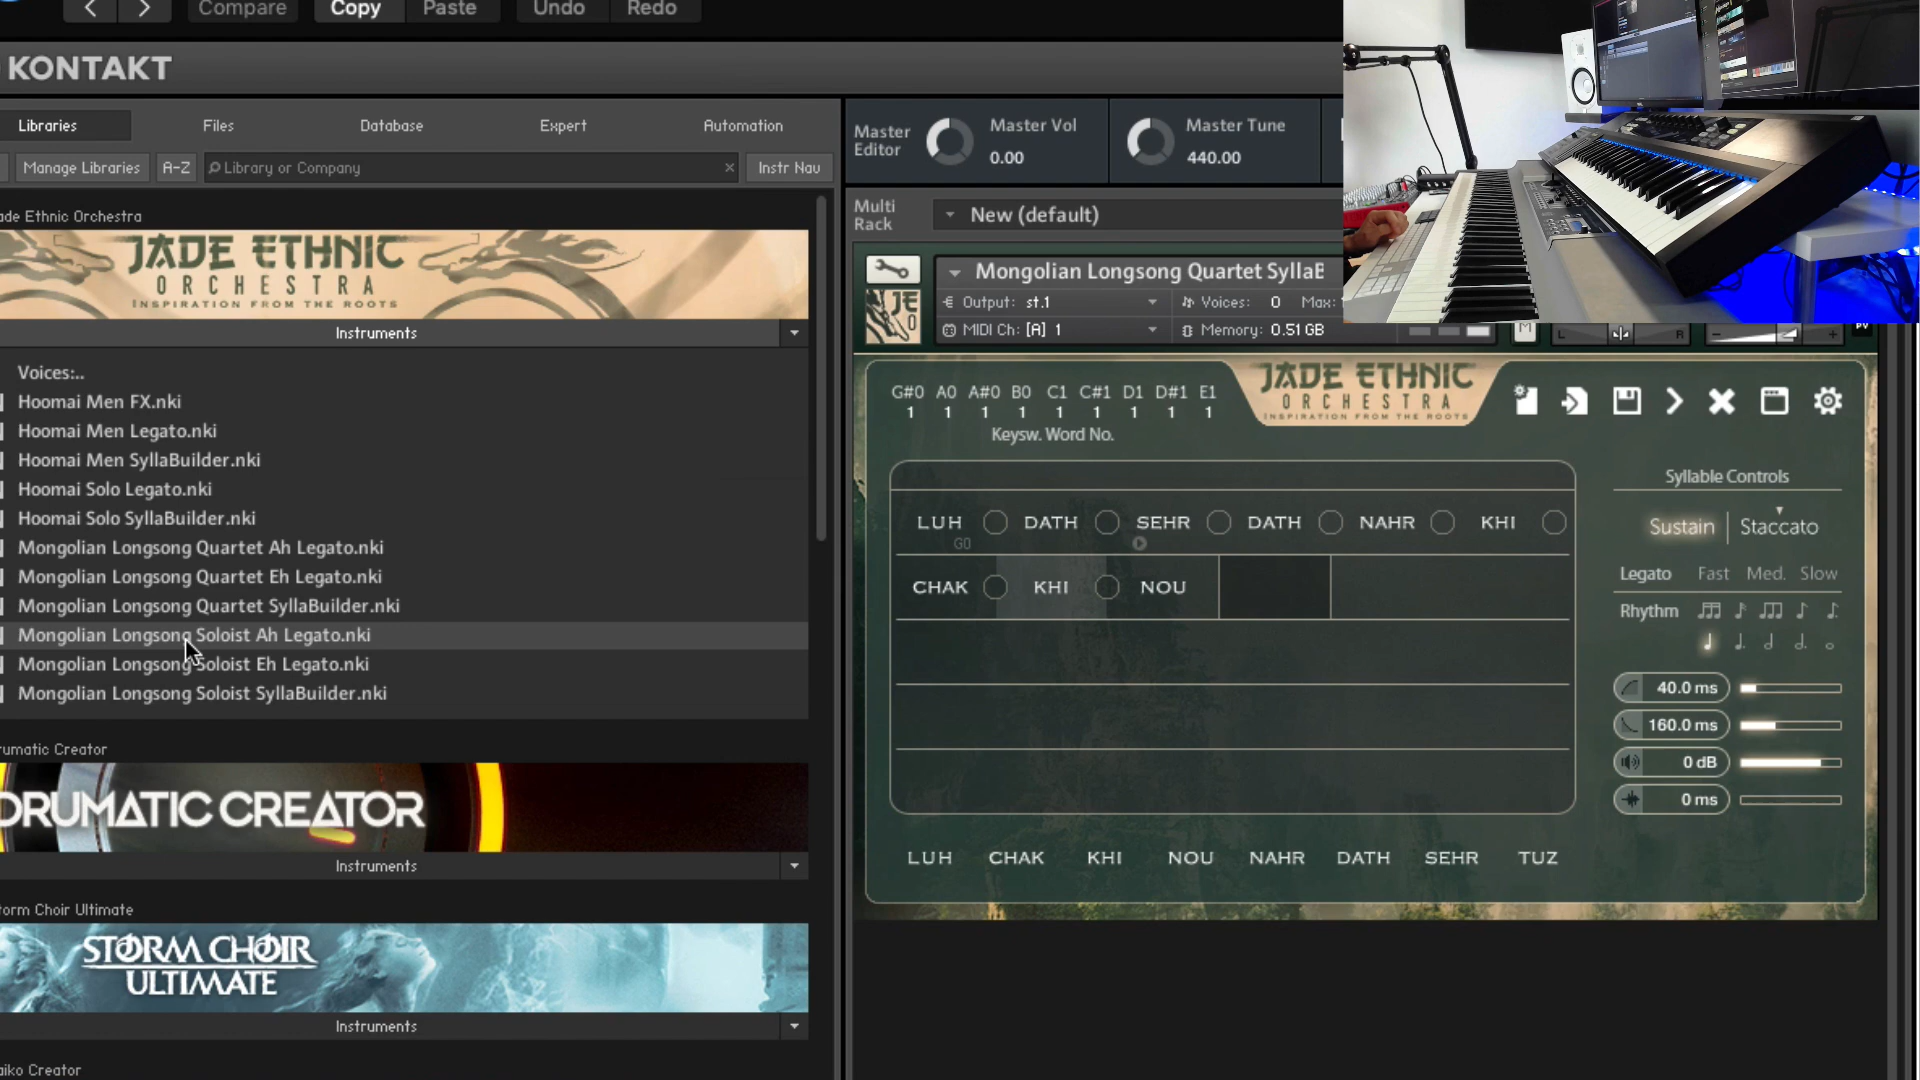 Compare Copy Paste Undo Redo
KONTAKT
Libraries Files Database Expert Automation
Manage Libraries A-Z Library or Company × Instr Nav
Master Editor Master Vol 0.00 Master Tune 440.00
Multi Rack New (default)
ade Ethnic Orchestra
JADE ETHNIC
ORCHESTRA
INSPIRATION FROM THE ROOTS
Instruments
Voices:..
Hoomai Men FX.nki
Hoomai Men Legato.nki
Hoomai Men SyllaBuilder.nki
Hoomai Solo Legato.nki
Hoomai Solo SyllaBuilder.nki
Mongolian Longsong Quartet Ah Legato.nki
Mongolian Longsong Quartet Eh Legato.nki
Mongolian Longsong Quartet SyllaBuilder.nki
Mongolian Longsong Soloist Ah Legato.nki
Mongolian Longsong Soloist Eh Legato.nki
Mongolian Longsong Soloist SyllaBuilder.nki
rumatic Creator
DRUMATIC CREATOR
Instruments
torm Choir Ultimate
STORM CHOIR
ULTIMATE
Instruments
aiko Creator
Mongolian Longsong Quartet SyllaB
JE
O
Output: st.1 Voices: 0 Max:
MIDI Ch: [A] 1 Memory: 0.51 GB
M L R - + PV
G#0 A0 A#0 B0 C1 C#1 D1 D#1 E1
1 1 1 1 1 1 1 1 1
Keysw. Word No.
JADE ETHNIC
ORCHESTRA
INSPIRATION FROM THE ROOTS
LUH DATH SEHR DATH NAHR KHI
G0
CHAK KHI NOU
LUH CHAK KHI NOU NAHR DATH SEHR TUZ
Syllable Controls
Sustain Staccato
Legato Fast Med. Slow
Rhythm
40.0 ms
160.0 ms
0 dB
0 ms